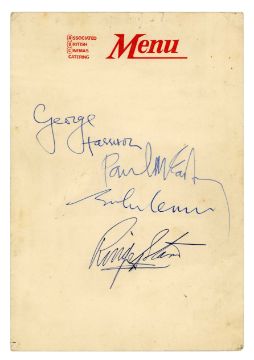 ASSOCIATED
BRITISH
CINEMAS
CATERING
Menu
George
Harrison
Paul McCartney
John Lennon
Ringo Starr